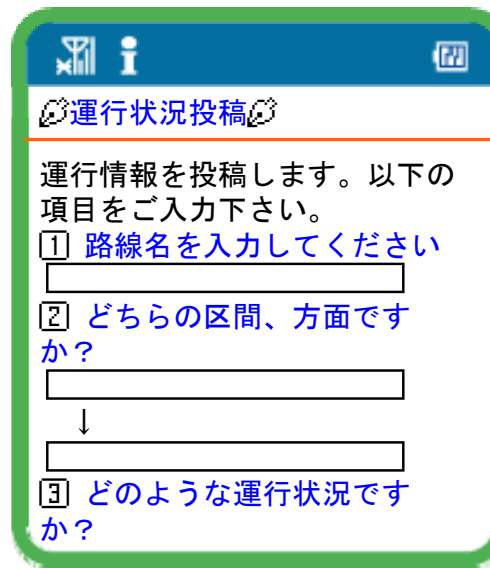 運行状況投稿
運行情報を投稿します。以下の
項目をご入力下さい。
1 路線名を入力してください
2 どちらの区間、方面です
か？
↓
3 どのような運行状況です
か？